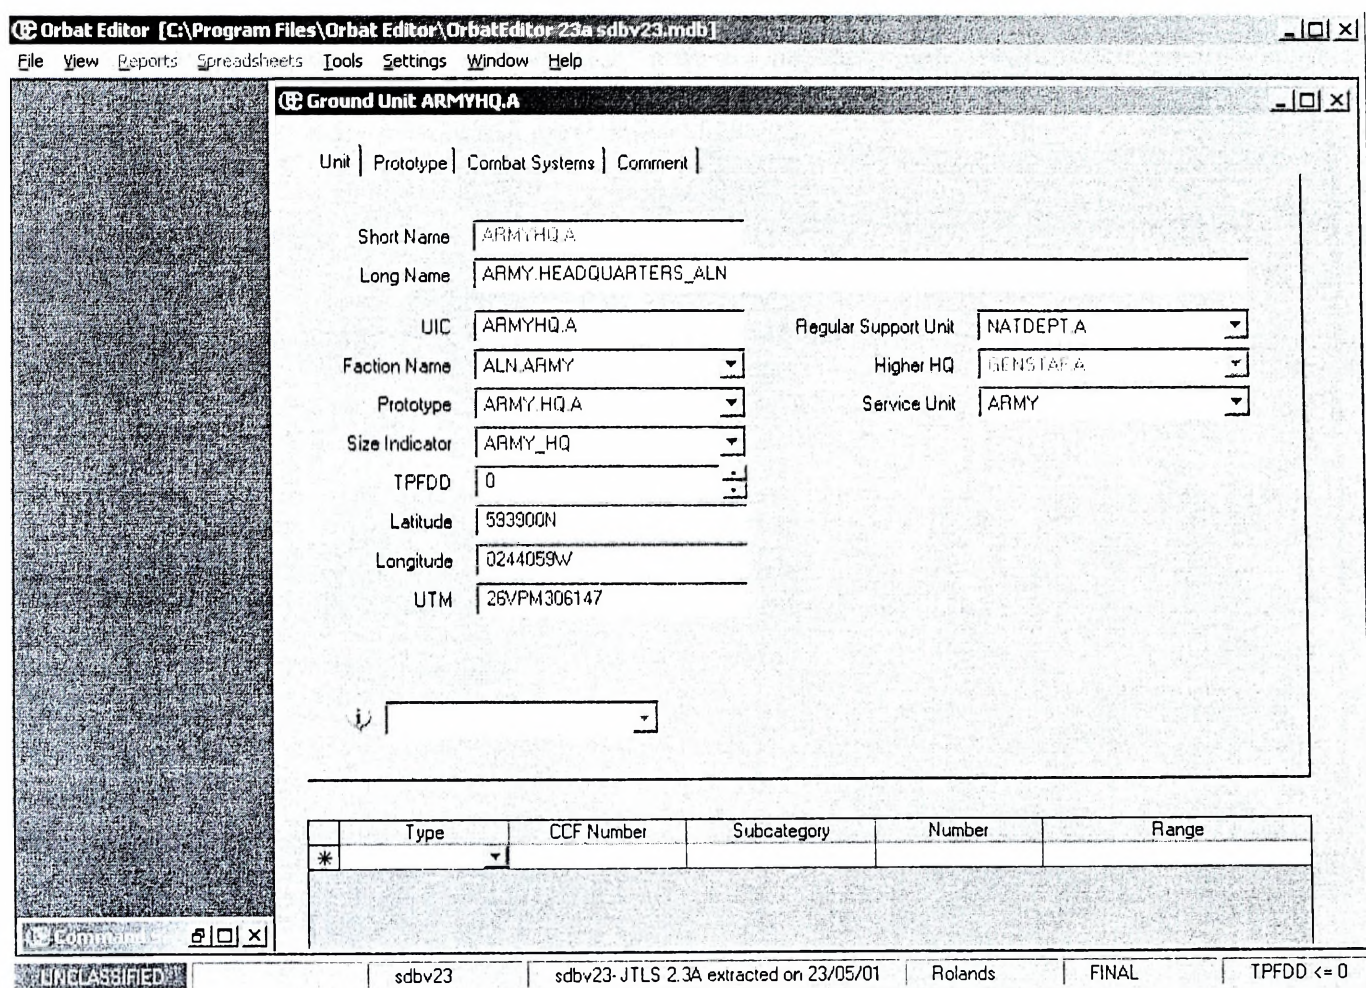 Orbat Editor [C:\Program Files\Orbat Editor\OrbatEditor 23a sdbv23.mdb]
File View Reports Spreadsheets Tools Settings Window Help
Ground Unit ARMYHQ.A
Unit Prototype Combat Systems Comment
Short Name ARMYHQ.A
Long Name ARMY.HEADQUARTERS_ALN
UIC ARMYHQ.A Regular Support Unit NATDEPT.A
Faction Name ALN.ARMY Higher HQ GENSTAF.A
Prototype ARMY.HQ.A Service Unit ARMY
Size Indicator ARMY_HQ
TPFDD 0
Latitude 593900N
Longitude 0244059W
UTM 26VPM306147
Type CCF Number Subcategory Number Range
Command
UNCLASSIFIED sdbv23 sdbv23-JTLS 2.3A extracted on 23/05/01 Rolands FINAL TPFDD <= 0